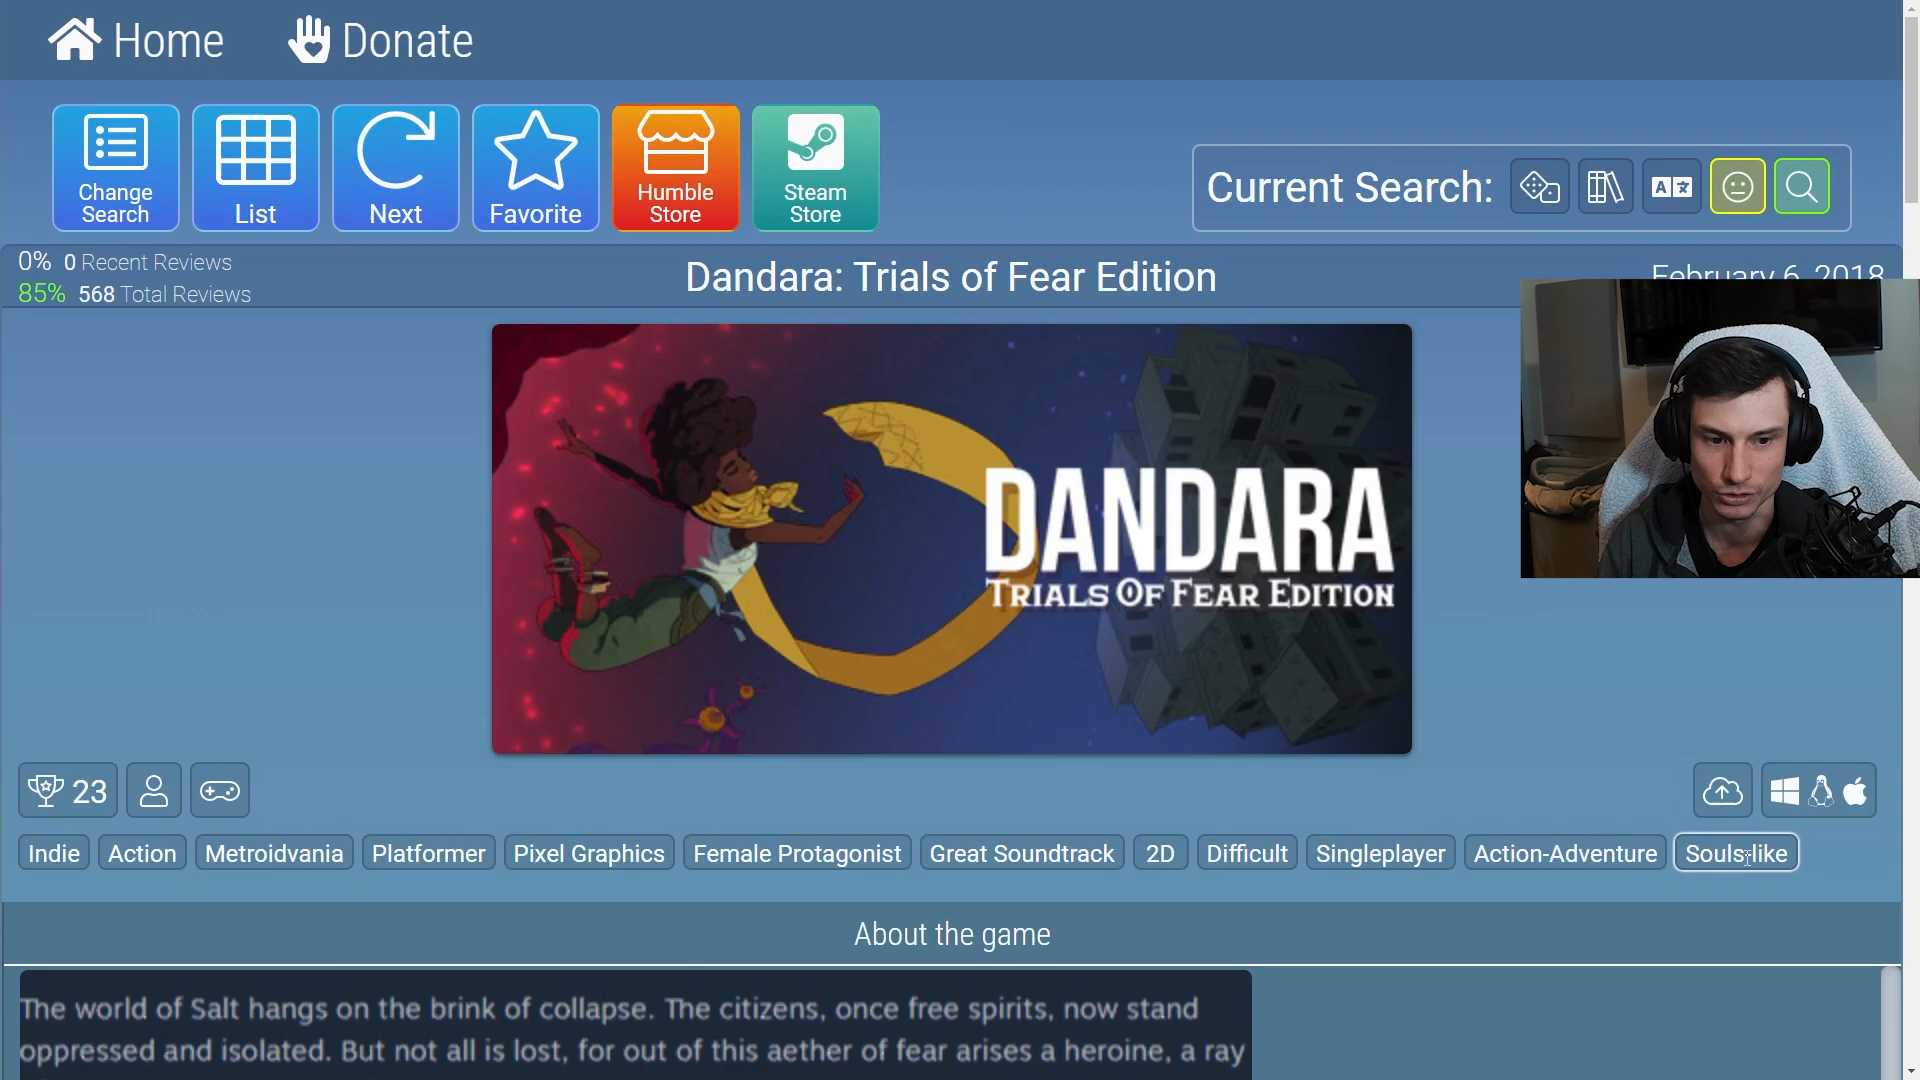 Home
Donate
Change
Search
List
Next
Favorite
Humble
Store
Steam
Store
Current Search:
0% 0 Recent Reviews
85% 568 Total Reviews
Dandara: Trials of Fear Edition
February 6, 2018
DANDARA
TRIALS OF FEAR EDITION
23
Indie
Action
Metroidvania
Platformer
Pixel Graphics
Female Protagonist
Great Soundtrack
2D
Difficult
Singleplayer
Action-Adventure
Souls-like
About the game
The world of Salt hangs on the brink of collapse. The citizens, once free spirits, now stand
oppressed and isolated. But not all is lost, for out of this aether of fear arises a heroine, a ray